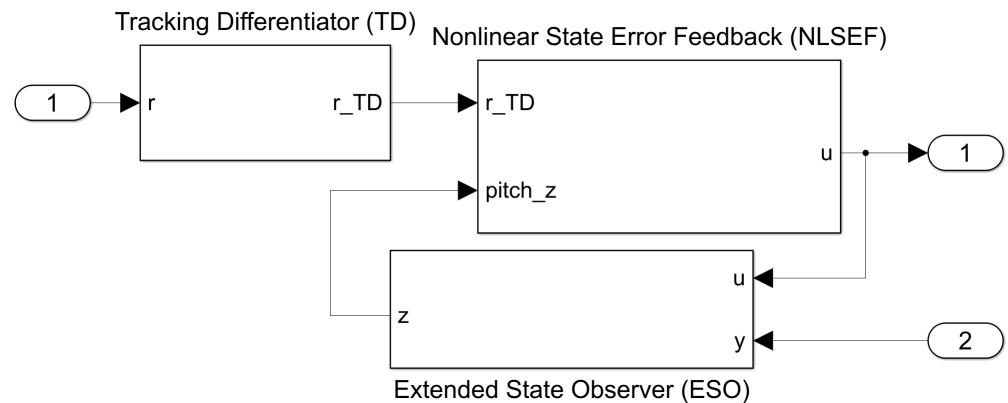 Tracking Differentiator (TD)
Nonlinear State Error Feedback (NLSEF)
1
r
r_TD
r_TD
pitch_z
u
1
z
u
y
2
Extended State Observer (ESO)